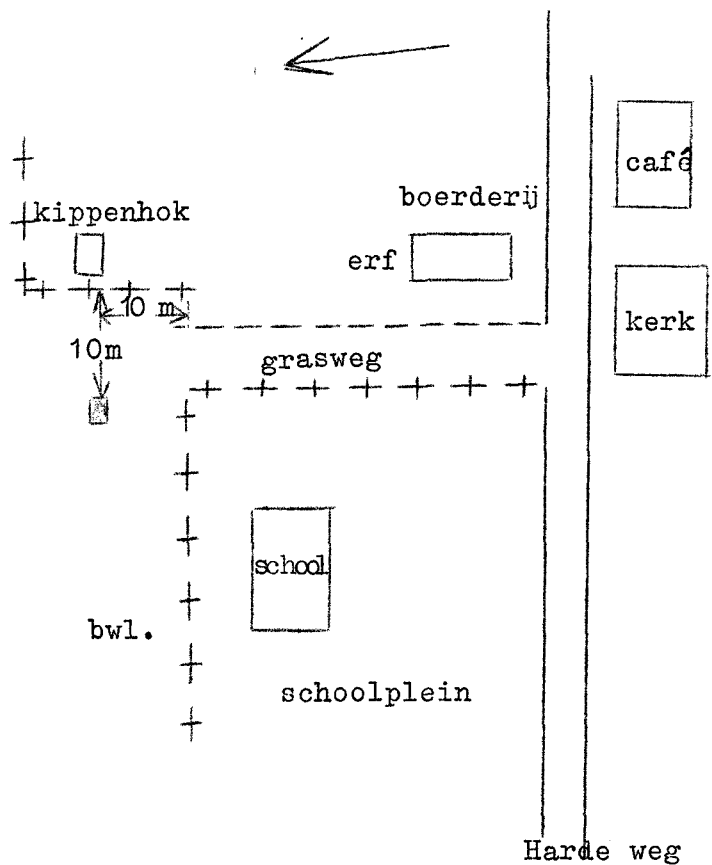 café
kippenhok
boerderij
erf
10 m
kerk
10m
grasweg
school
bwl.
schoolplein
Harde weg